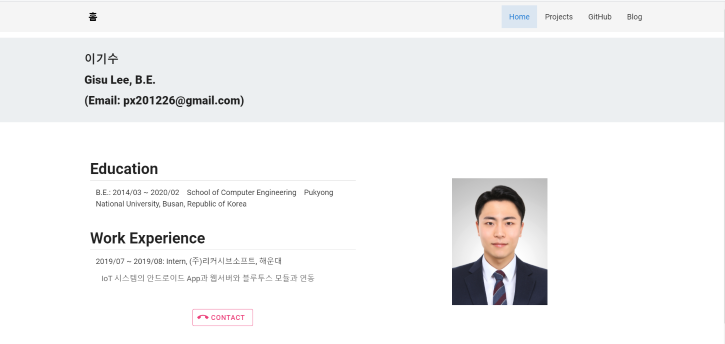 홈
Home Projects GitHub Blog
이기수
Gisu Lee, B.E.
(Email: px201226@gmail.com)
Education
B.E.: 2014/03 ~ 2020/02 School of Computer Engineering Pukyong
National University, Busan, Republic of Korea
Work Experience
2019/07 ~ 2019/08: Intern, (주)리커시브소프트, 해운대
IoT 시스템의 안드로이드 App과 웹서버와 블루투스 모듈과 연동
CONTACT